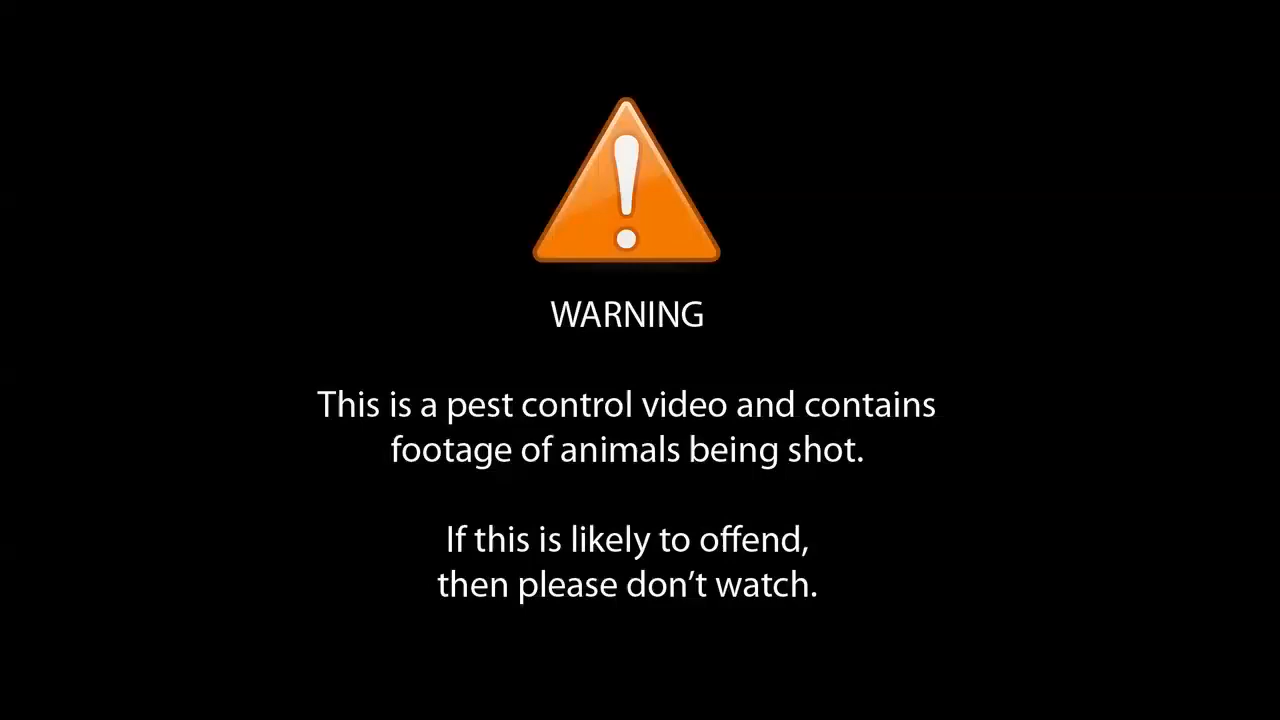 WARNING
This is a pest control video and contains
footage of animals being shot.
If this is likely to offend,
then please don’t watch.